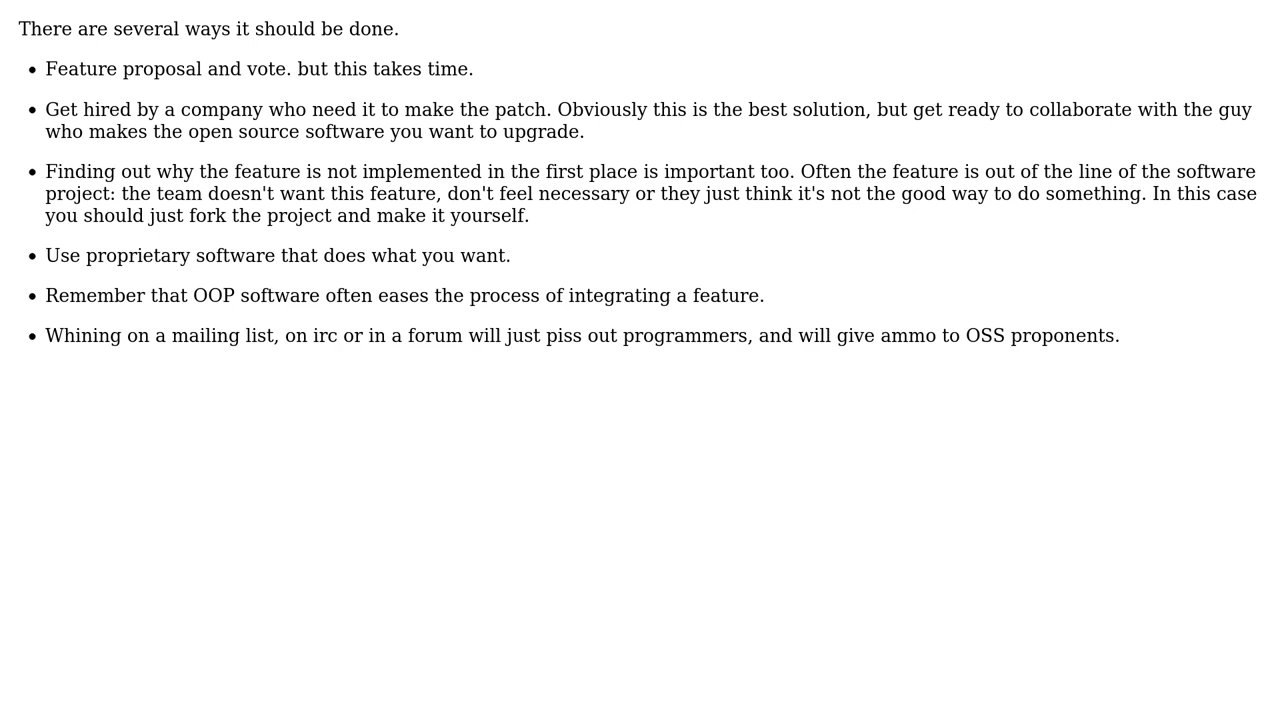 There are several ways it should be done.
• Feature proposal and vote. but this takes time.
• Get hired by a company who need it to make the patch. Obviously this is the best solution, but get ready to collaborate with the guy
who makes the open source software you want to upgrade.
• Finding out why the feature is not implemented in the first place is important too. Often the feature is out of the line of the software
project: the team doesn't want this feature, don't feel necessary or they just think it's not the good way to do something. In this case
you should just fork the project and make it yourself.
• Use proprietary software that does what you want.
• Remember that OOP software often eases the process of integrating a feature.
• Whining on a mailing list, on irc or in a forum will just piss out programmers, and will give ammo to OSS proponents.